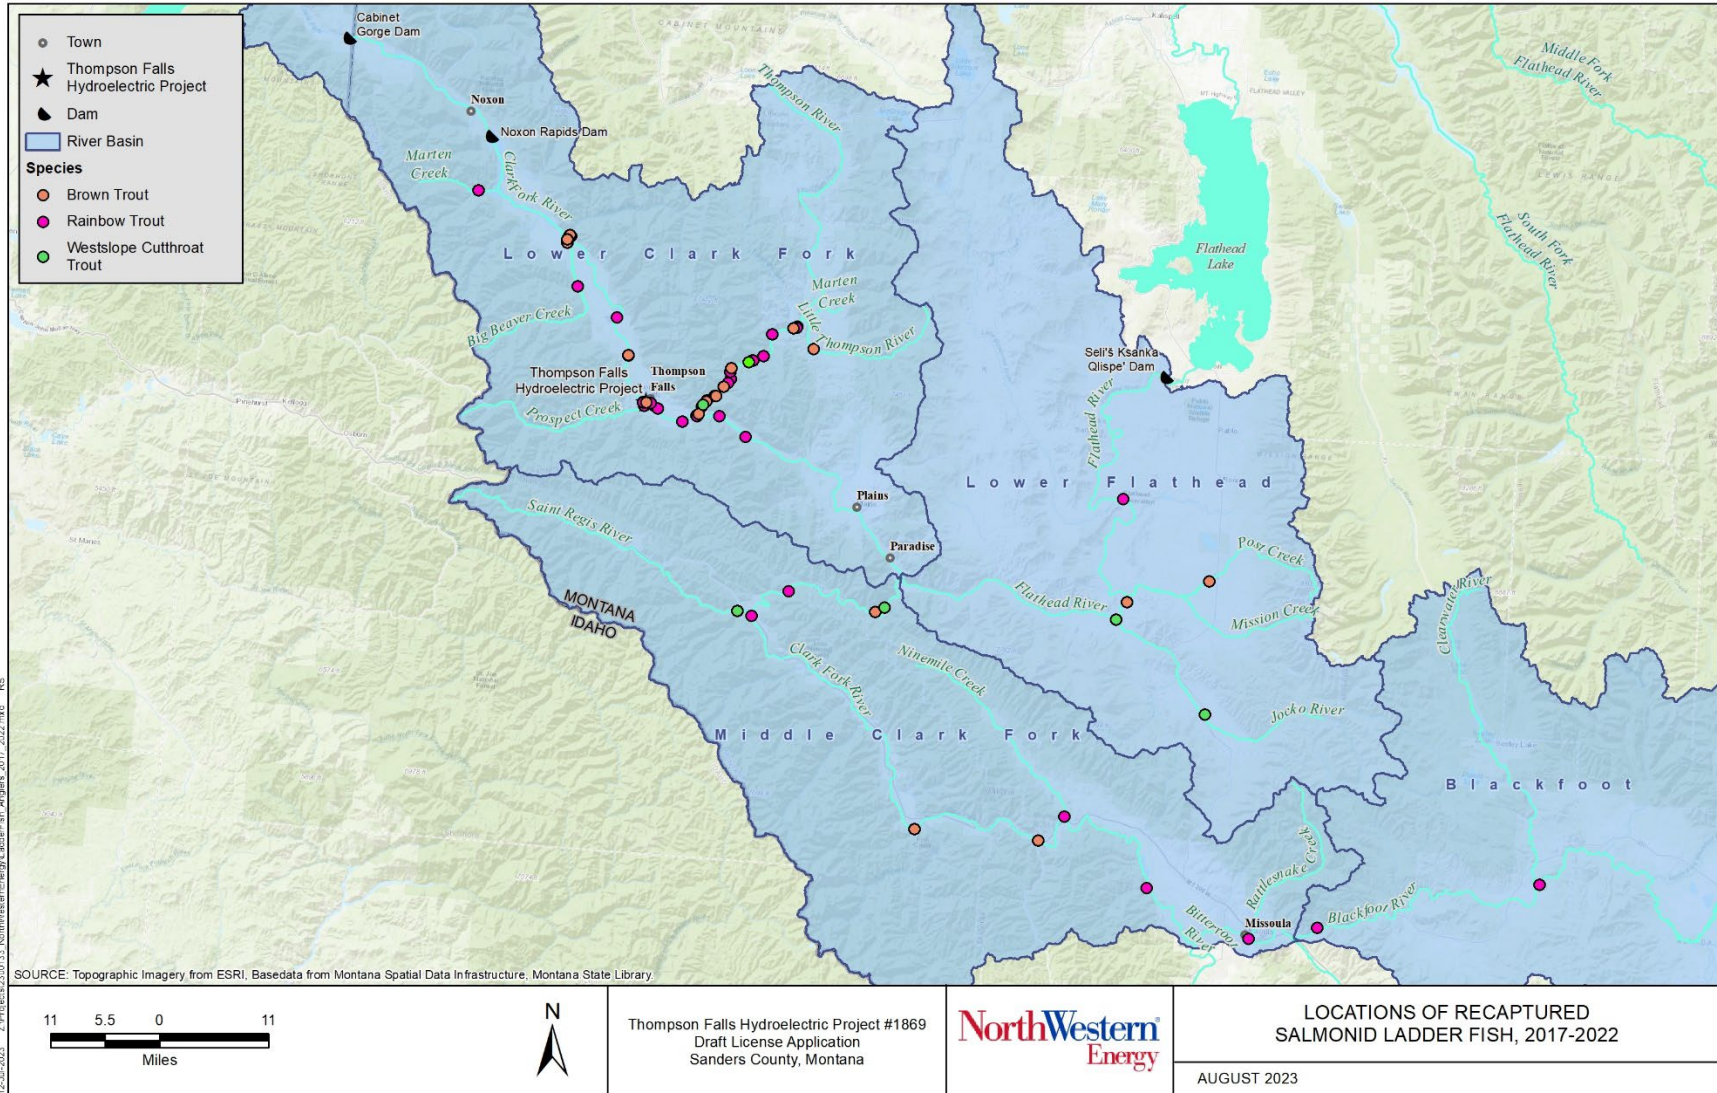 Town
Thompson Falls
Hydroelectric Project
Dam
River Basin
Species
Brown Trout
Rainbow Trout
Westslope Cutthroat
Trout
Cabinet
Gorge Dam
Noxon
Noxon Rapids Dam
Marten
Creek
Clark Fork River
Thompson River
Lower Clark Fork
Marten
Creek
Little
Thompson River
Big Beaver Creek
Thompson Falls
Hydroelectric Project
Thompson
Falls
Prospect Creek
Plains
Paradise
Flathead
Lake
Seli's Ksanka
Qlispe' Dam
Flathead River
Lower Flathead
Middle Fork
Flathead River
South Fork
Flathead River
Kalispell
Saint Regis River
MONTANA
IDAHO
Flathead River
Post Creek
Mission Creek
Jocko River
Clark Fork River
Ninemile Creek
Middle Clark Fork
Clearwater River
Blackfoot
Rattlesnake Creek
Blackfoot River
Bitterroot
River
Missoula
SOURCE: Topographic Imagery from ESRI, Basedata from Montana Spatial Data Infrastructure, Montana State Library.
11 5.5 0 11
Miles
N
Thompson Falls Hydroelectric Project #1869
Draft License Application
Sanders County, Montana
NorthWestern
Energy
LOCATIONS OF RECAPTURED
SALMONID LADDER FISH, 2017-2022
AUGUST 2023